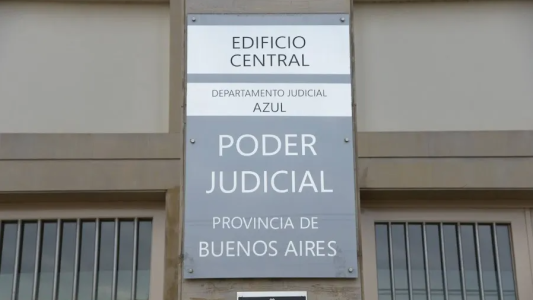 EDIFICIO
CENTRAL
DEPARTAMENTO JUDICIAL
AZUL
PODER
JUDICIAL
PROVINCIA DE
BUENOS AIRES